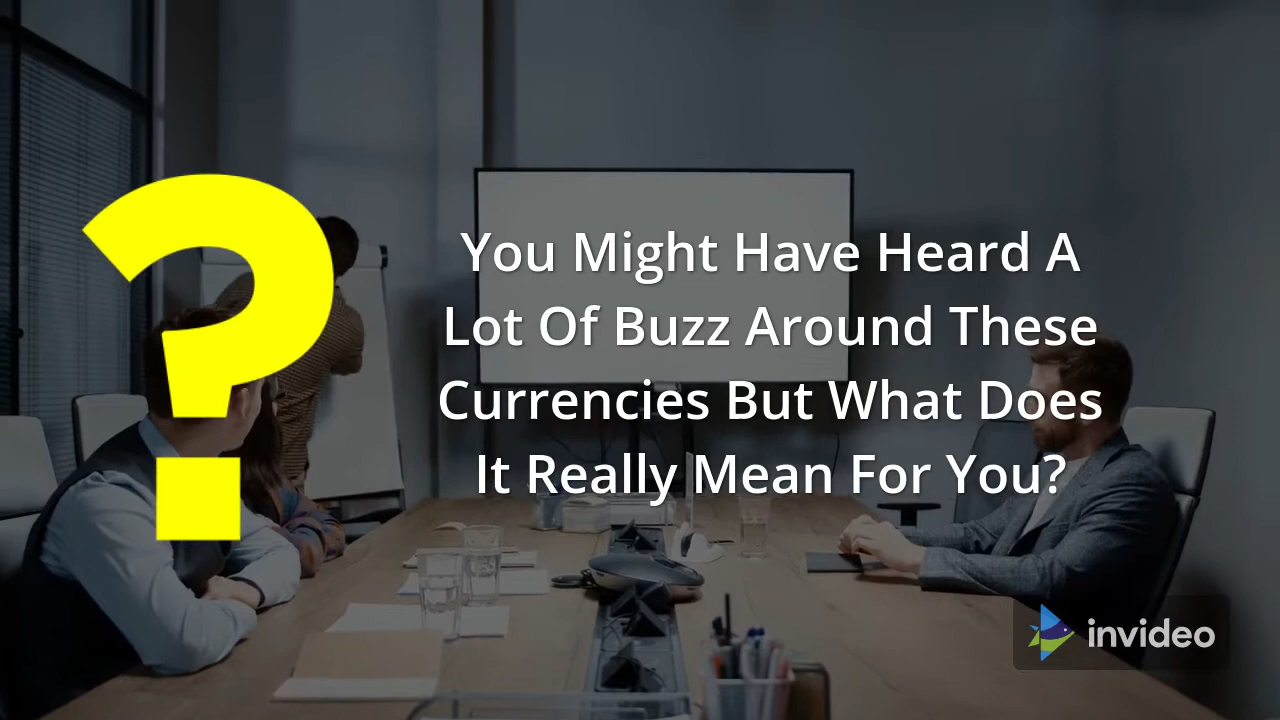 ?
You Might Have Heard A
Lot Of Buzz Around These
Currencies But What Does
It Really Mean For You?
invideo